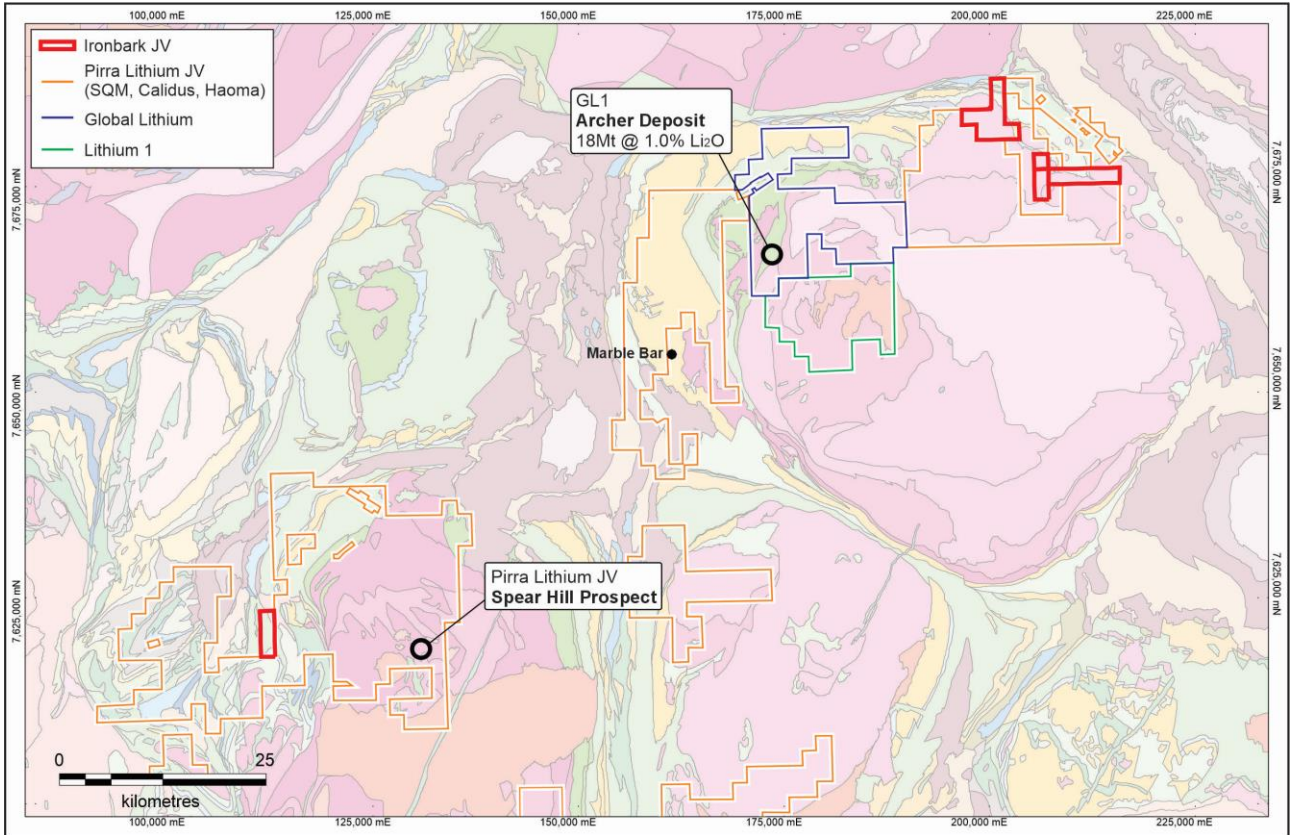 100,000 mE
125,000 mE
150,000 mE
175,000 mE
200,000 mE
225,000 mE
Ironbark JV
Pirra Lithium JV
(SQM, Calidus, Haoma)
Global Lithium
Lithium 1
GL1
Archer Deposit
18Mt @ 1.0% Li₂O
7,675,000 mN
7,675,000 mN
Marble Bar
7,650,000 mN
7,650,000 mN
Pirra Lithium JV
Spear Hill Prospect
7,625,000 mN
7,625,000 mN
0
25
kilometres
100,000 mE
125,000 mE
150,000 mE
175,000 mE
200,000 mE
225,000 mE